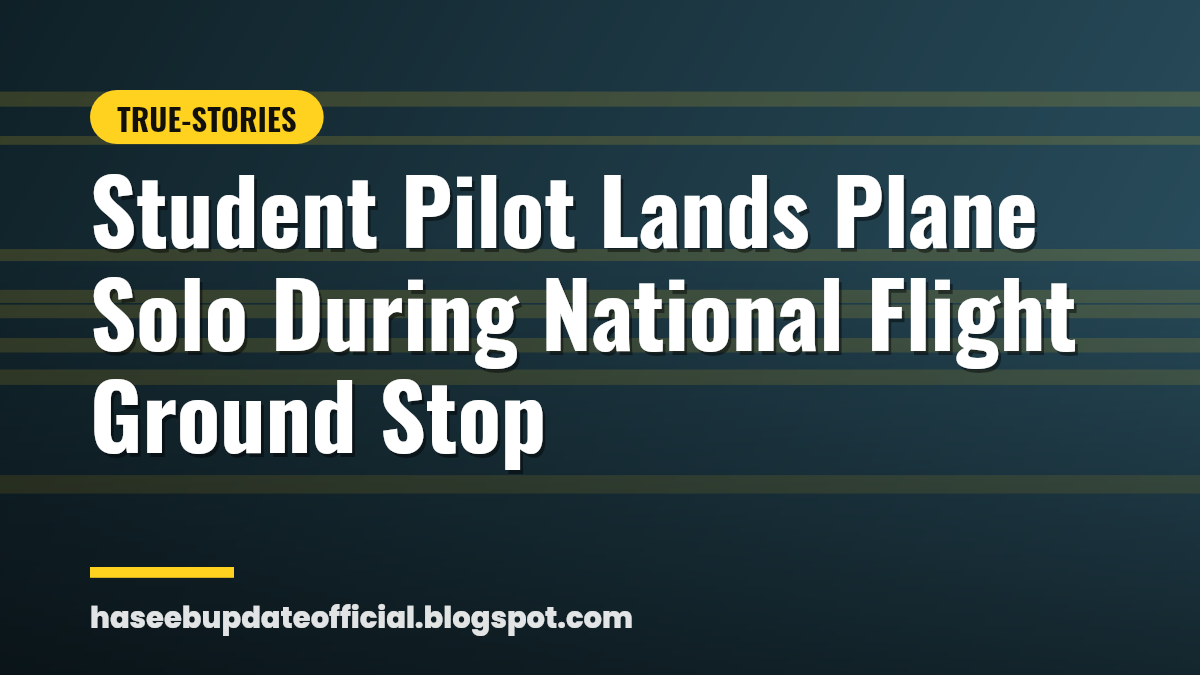 TRUE-STORIES
Student Pilot Lands Plane
Solo During National Flight
Ground Stop
haseebupdateofficial.blogspot.com